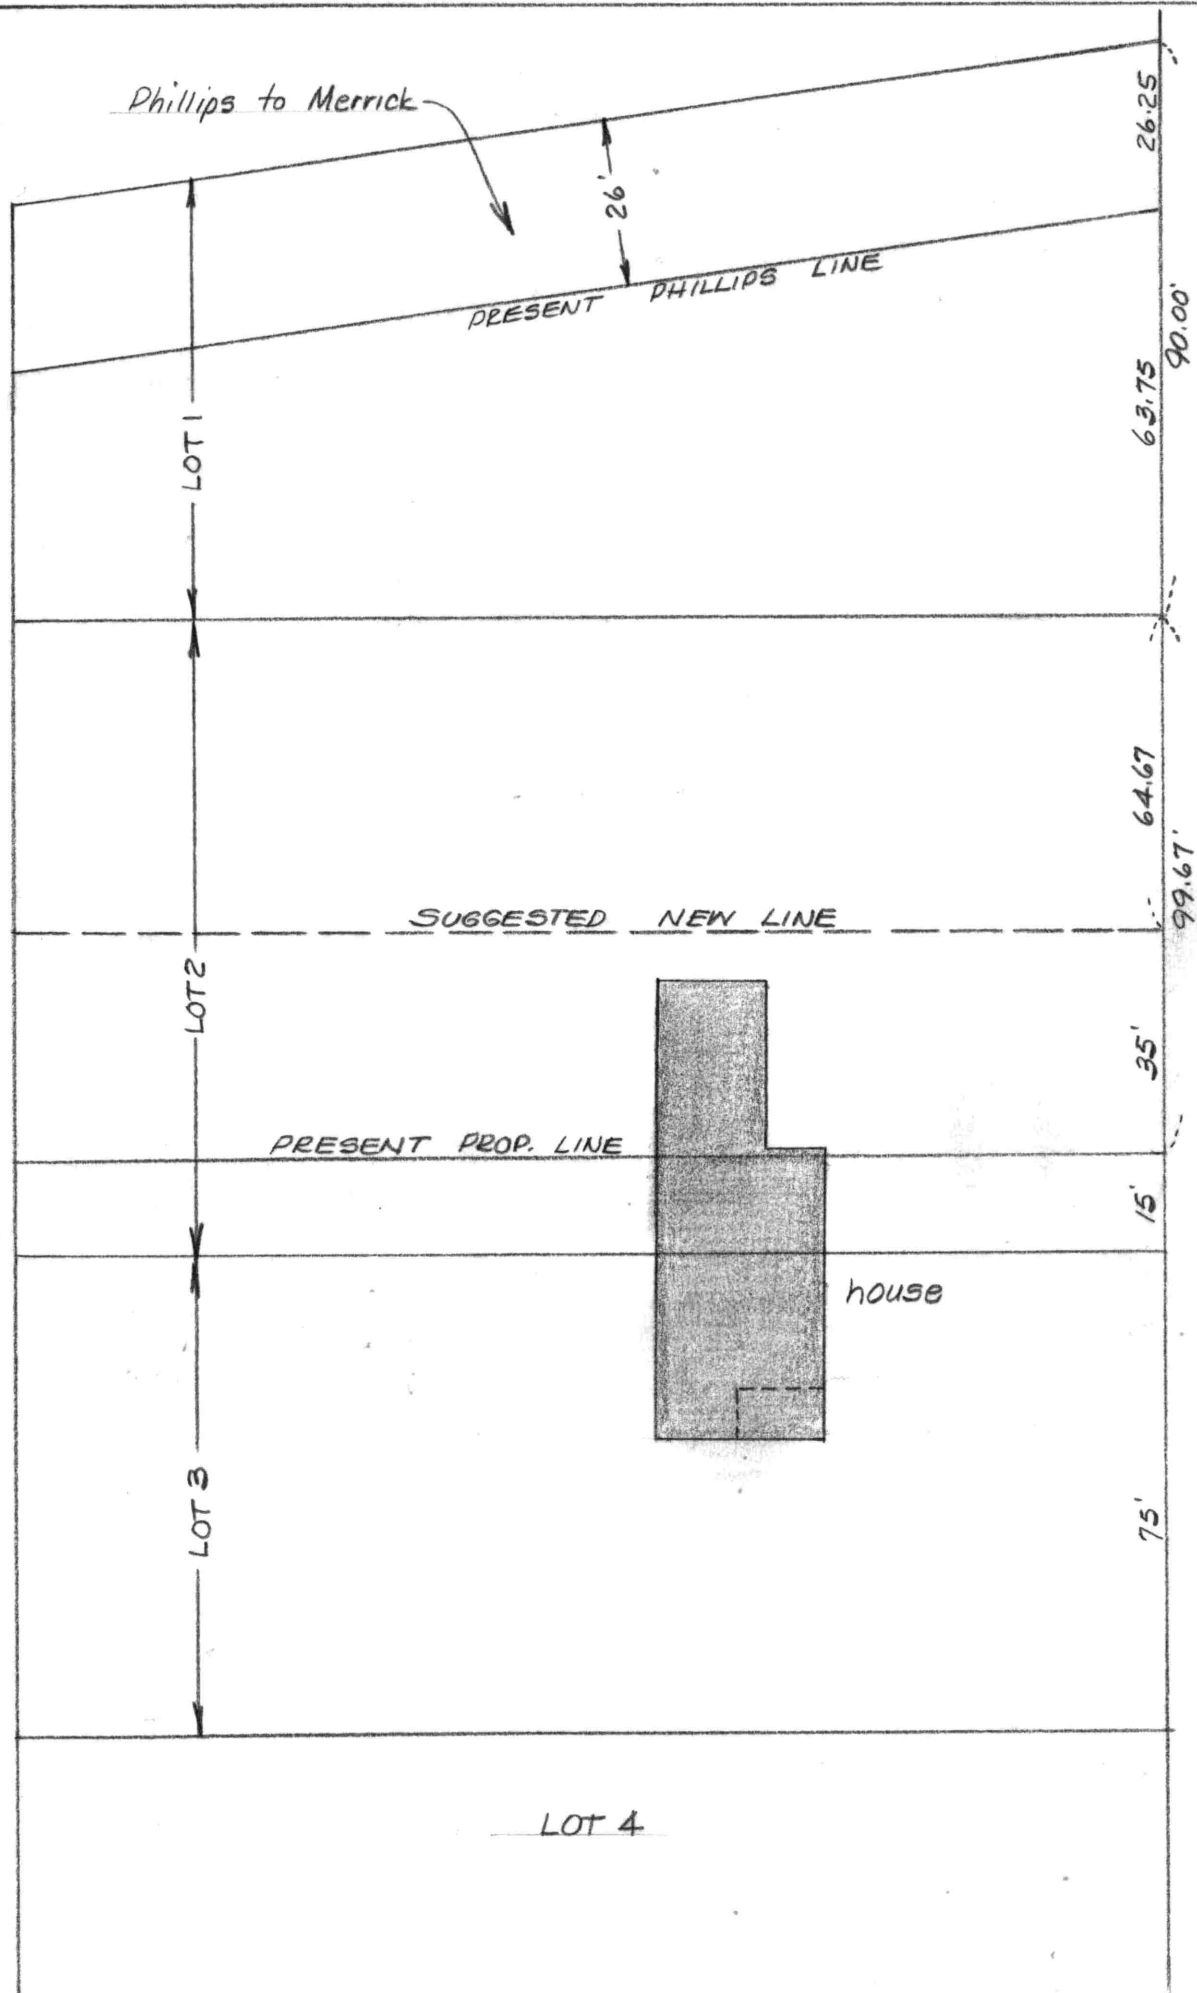 Phillips to Merrick
26.25
26'
PRESENT PHILLIPS LINE
90.00'
63.75
LOT 1
64.67
99.67'
SUGGESTED NEW LINE
LOT 2
35'
PRESENT PROP. LINE
15'
house
LOT 3
75'
LOT 4